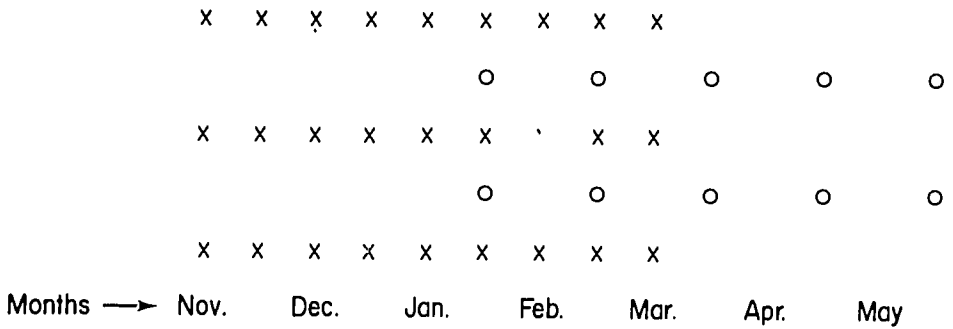 x x x x x x x x x
o o o o o
x x x x x x x x
o o o o o
x x x x x x x x x
Months → Nov. Dec. Jan. Feb. Mar. Apr. May